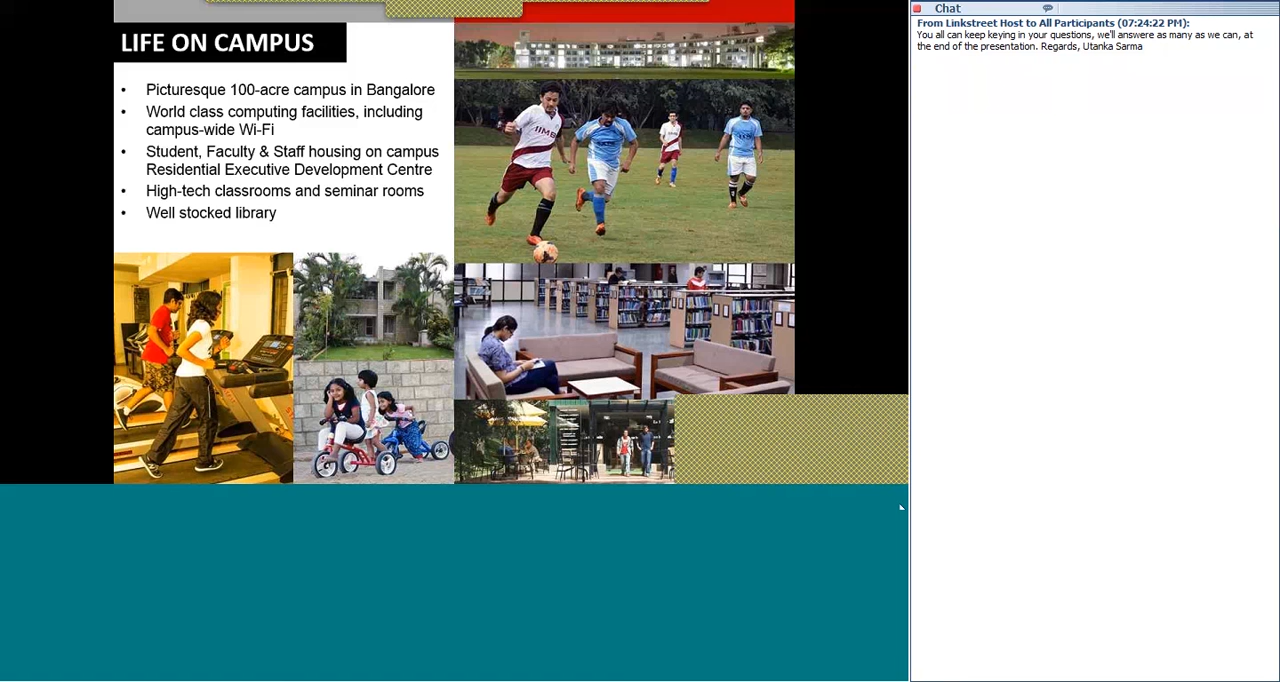 LIFE ON CAMPUS
• Picturesque 100-acre campus in Bangalore
• World class computing facilities, including
campus-wide Wi-Fi
• Student, Faculty & Staff housing on campus
Residential Executive Development Centre
• High-tech classrooms and seminar rooms
• Well stocked library
IIMB
Chat
From Linkstreet Host to All Participants (07:24:22 PM):
You all can keep keying in your questions, we'll answere as many as we can, at
the end of the presentation. Regards, Utanka Sarma